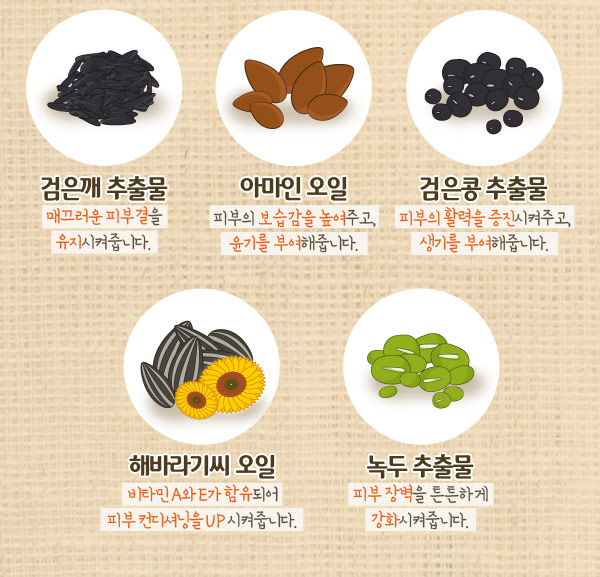 검은깨 추출물
매끄러운 피부결을
유지시켜줍니다.
아마인 오일
피부의 보습감을 높여주고,
윤기를 부여해줍니다.
검은콩 추출물
피부의 활력을 증진시켜주고,
생기를 부여해줍니다.
해바라기씨 오일
비타민 A와 E가 함유되어
피부 컨디셔닝을 UP 시켜줍니다.
녹두 추출물
피부 장벽을 튼튼하게
강화시켜줍니다.